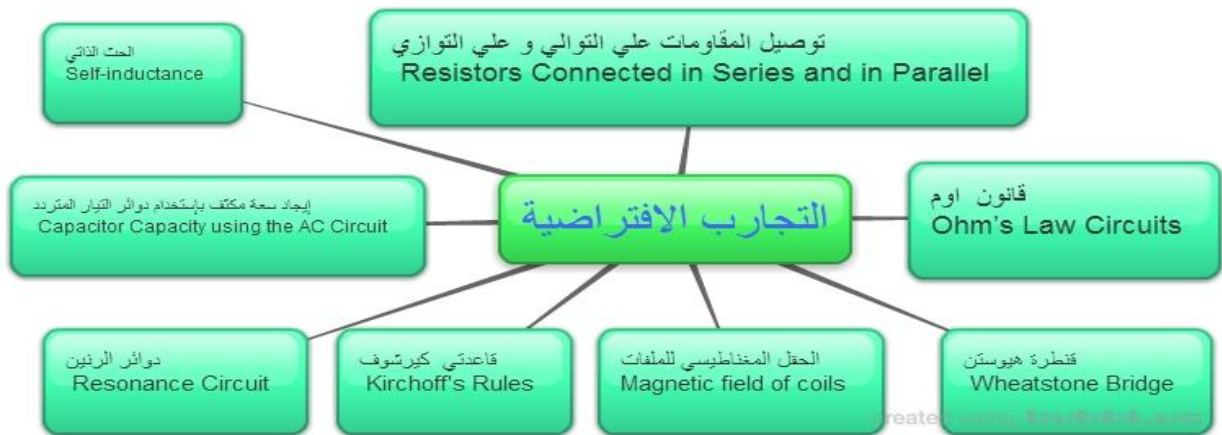 الحث الذاتي
Self-inductance
توصيل المقاومات علي التوالي و علي التوازي
Resistors Connected in Series and in Parallel
إيجاد سعة مكثف بإستخدام دوائر التيار المتردد
Capacitor Capacity using the AC Circuit
التجارب الافتراضية
قانون اوم
Ohm's Law Circuits
دوائر الرنين
Resonance Circuit
قاعدتي كيرشوف
Kirchoff's Rules
الحقل المغناطيسي للملفات
Magnetic field of coils
قنطرة هيوستن
Wheatstone Bridge
created using